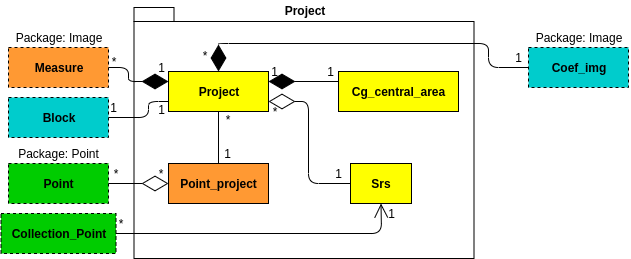 Project
Package: Image
Package: Image
* 1 * 1 1 1
Measure
Coef_img
Project
Cg_central_area
Block
1 1 * *
Package: Point
1
* * 1
Point
Point_project
Srs
* 1
Collection_Point